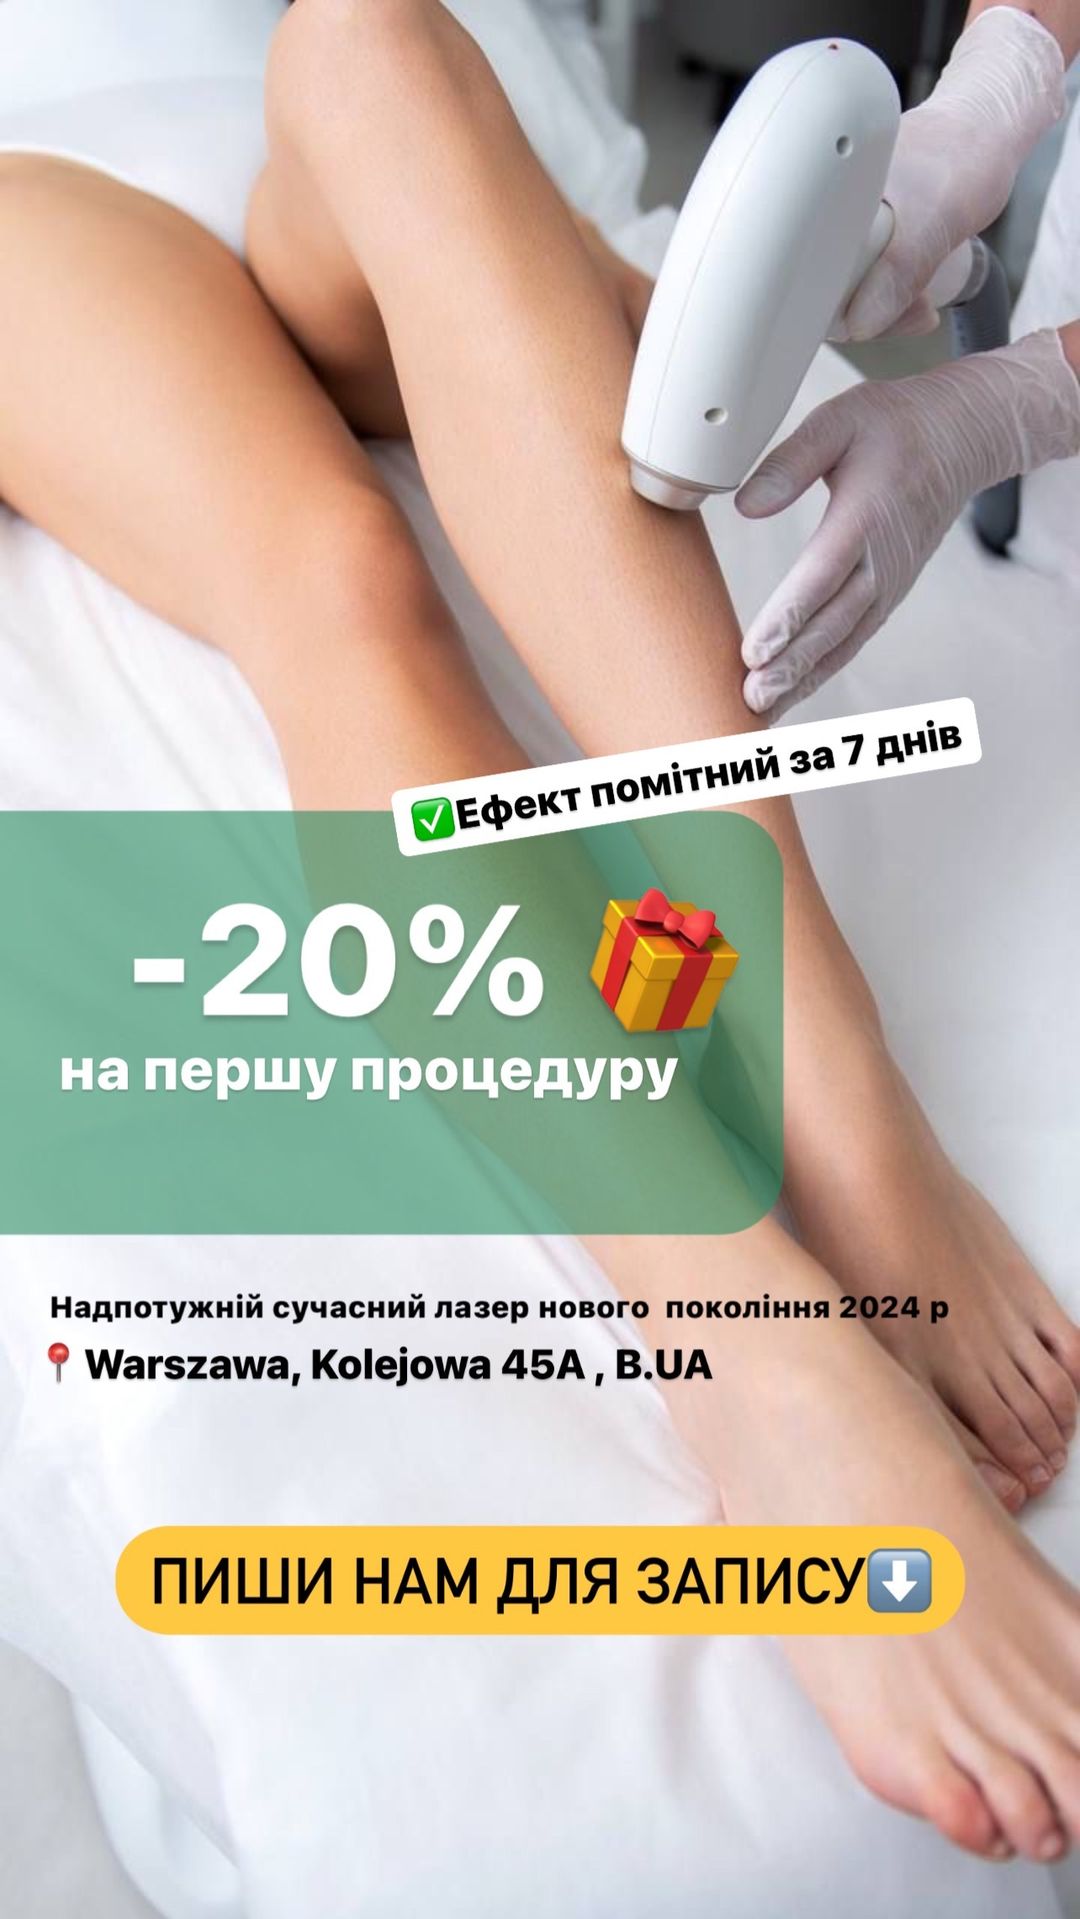 ✅Ефект помітний за 7 днів
-20% 🎁
на першу процедуру
Надпотужній сучасний лазер нового покоління 2024 р
📍 Warszawa, Kolejowa 45A , B.UA
ПИШИ НАМ ДЛЯ ЗАПИСУ⬇️